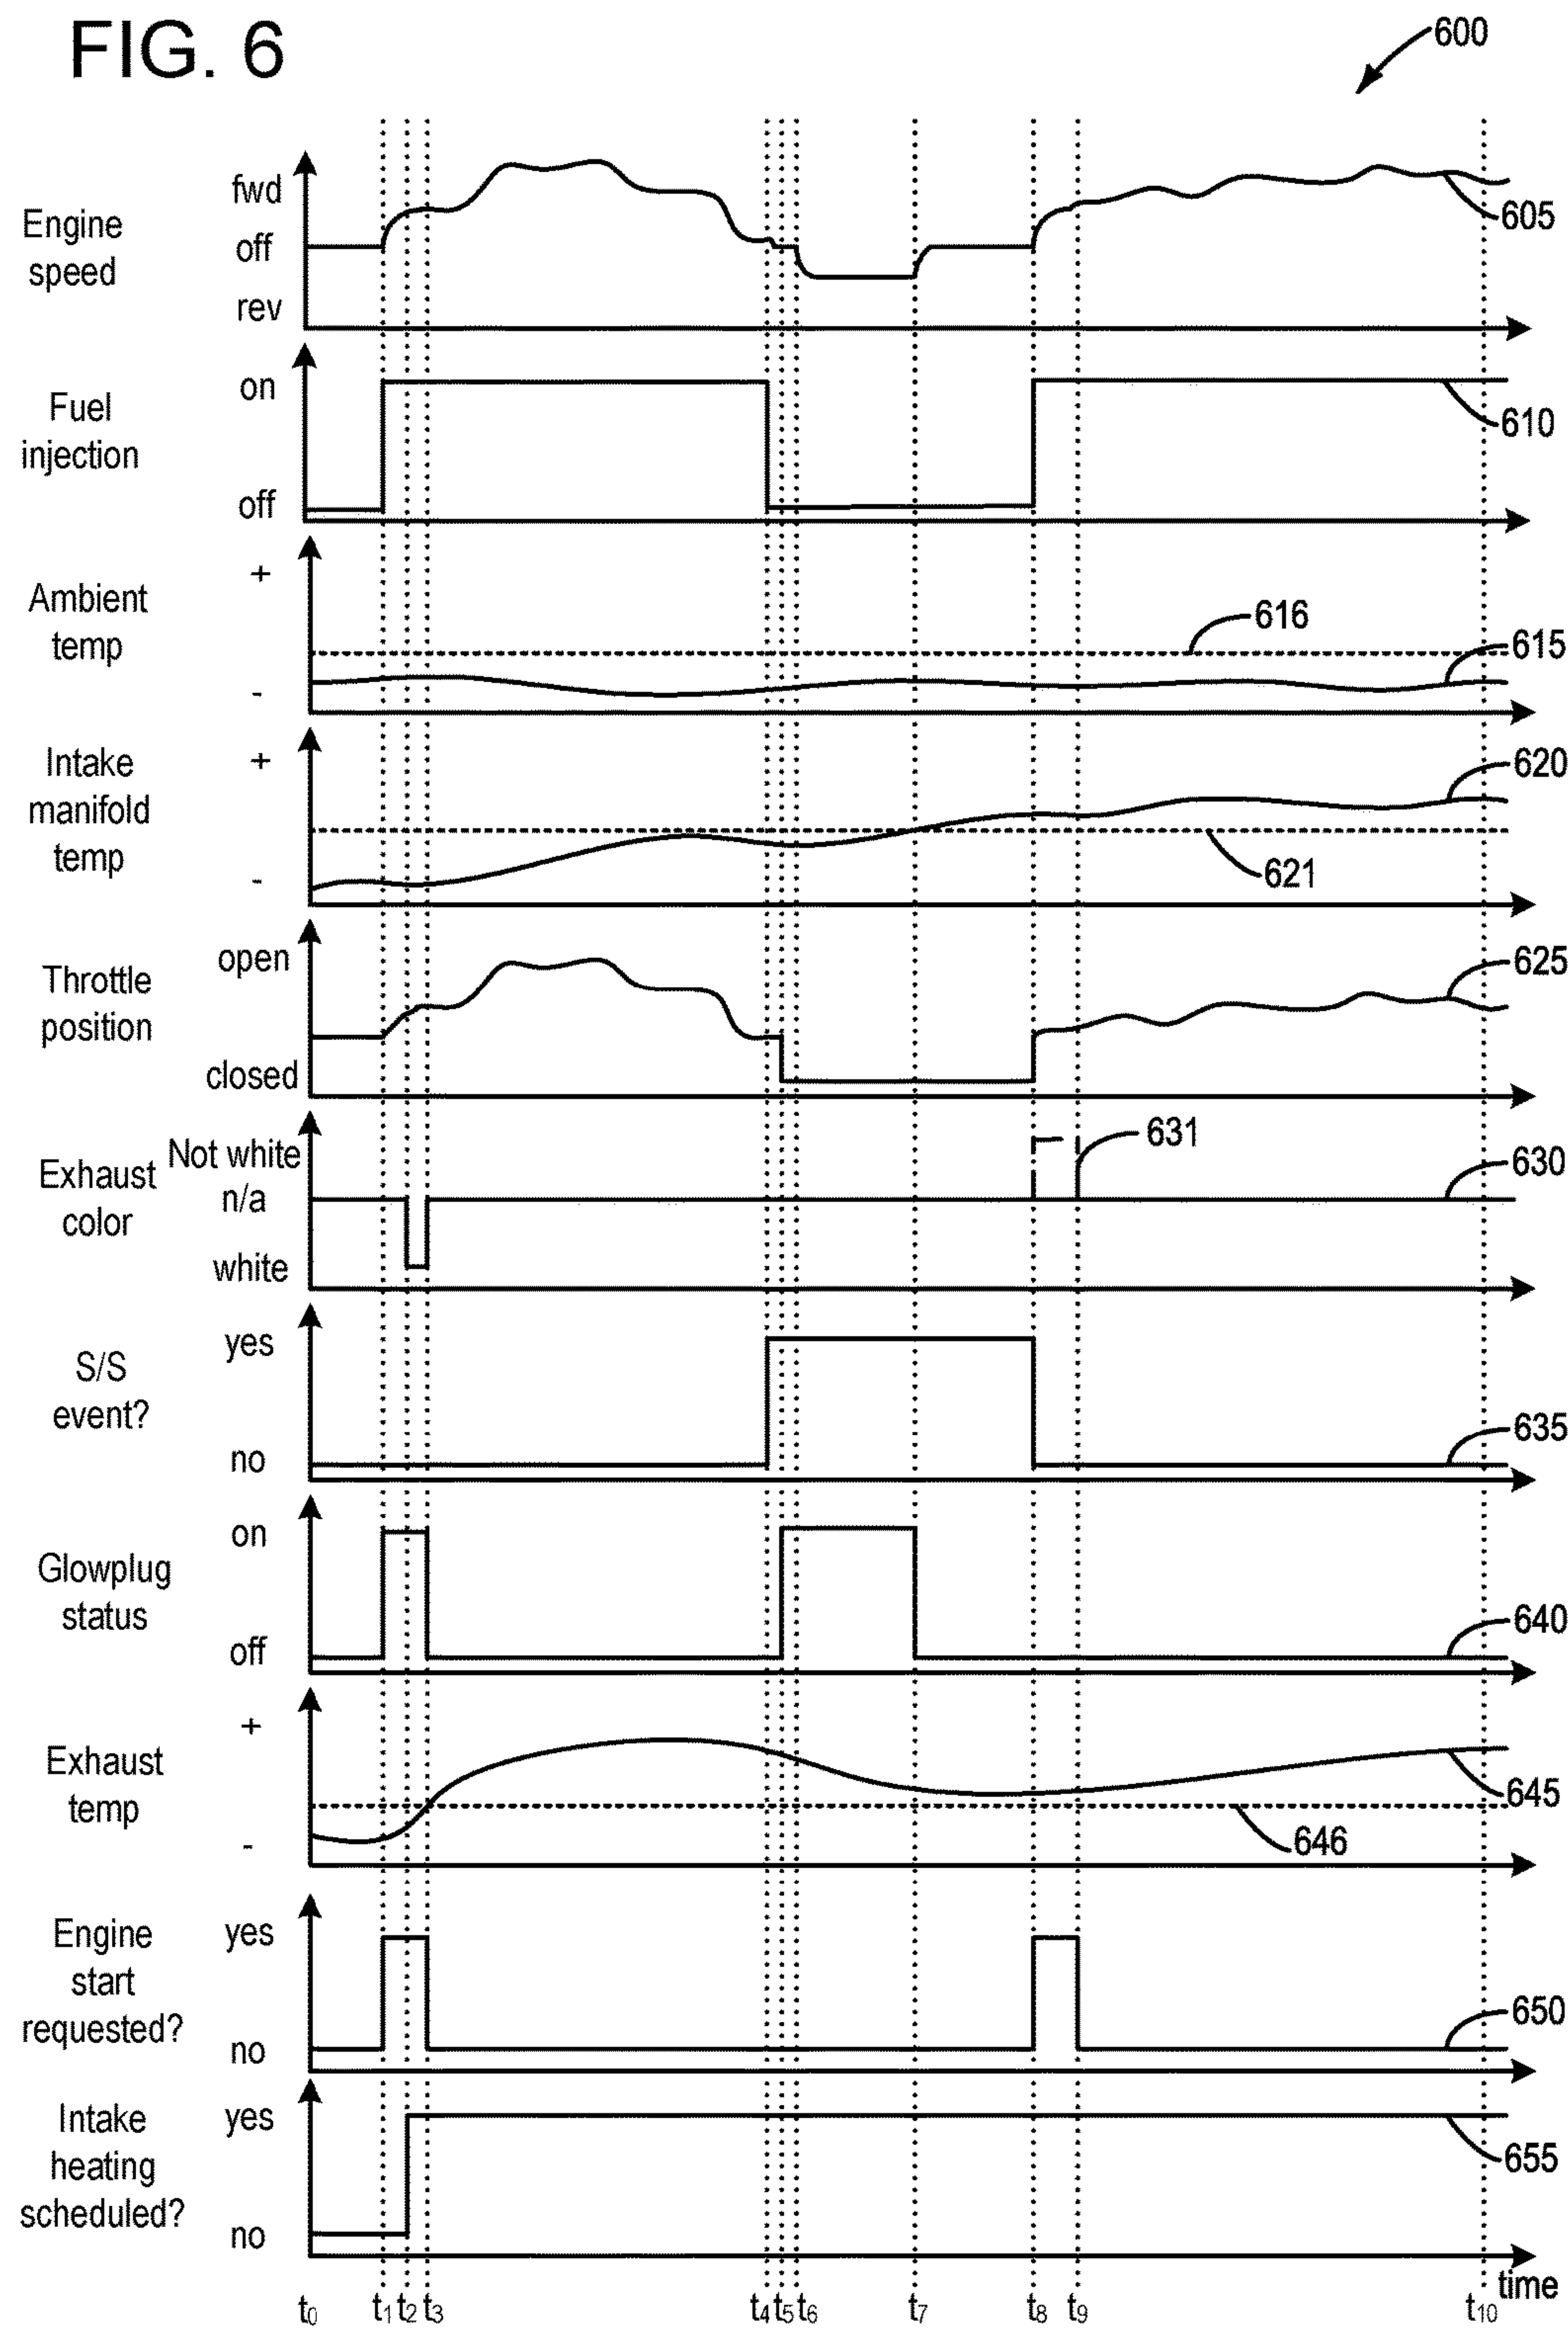 FIG. 6
600
Engine
speed
fwd
off
rev
605
Fuel
injection
on
off
610
Ambient
temp
+
-
616
615
Intake
manifold
temp
+
-
620
621
Throttle
position
open
closed
625
Exhaust
color
Not white
n/a
white
631
630
S/S
event?
yes
no
635
Glowplug
status
on
off
640
Exhaust
temp
+
-
645
646
Engine
start
requested?
yes
no
650
Intake
heating
scheduled?
yes
no
655
time
t0 t1 t2 t3 t4 t5 t6 t7 t8 t9 t10